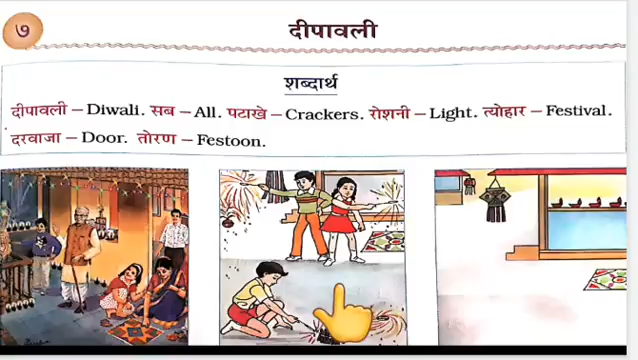 ७
दीपावली
शब्दार्थ
दीपावली – Diwali. सब – All. पटाखे – Crackers. रोशनी – Light. त्योहार – Festival.
दरवाजा – Door. तोरण – Festoon.